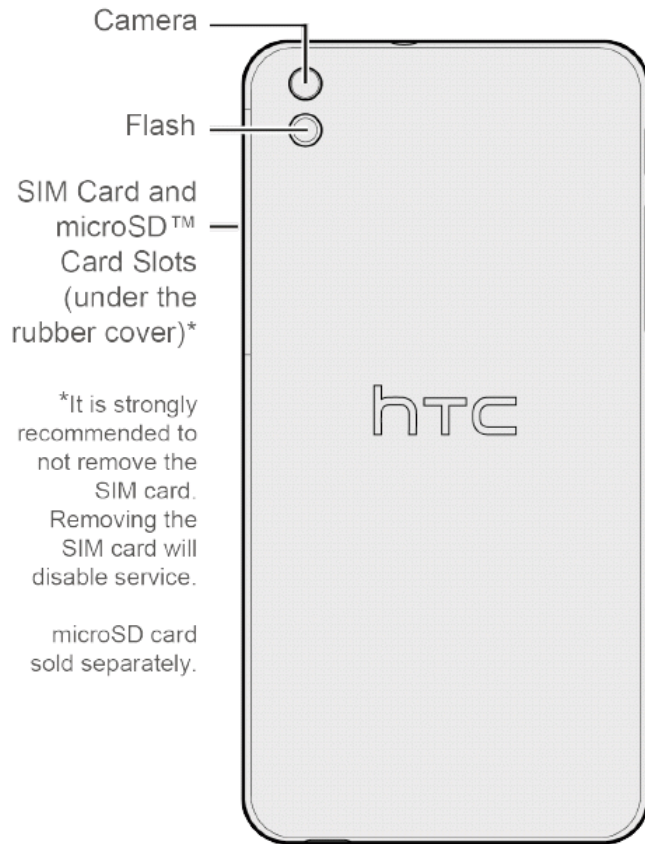 Camera
Flash
SIM Card and
microSD™
Card Slots
(under the
rubber cover)*
*It is strongly
recommended to
not remove the
SIM card.
Removing the
SIM card will
disable service.
microSD card
sold separately.
hTC